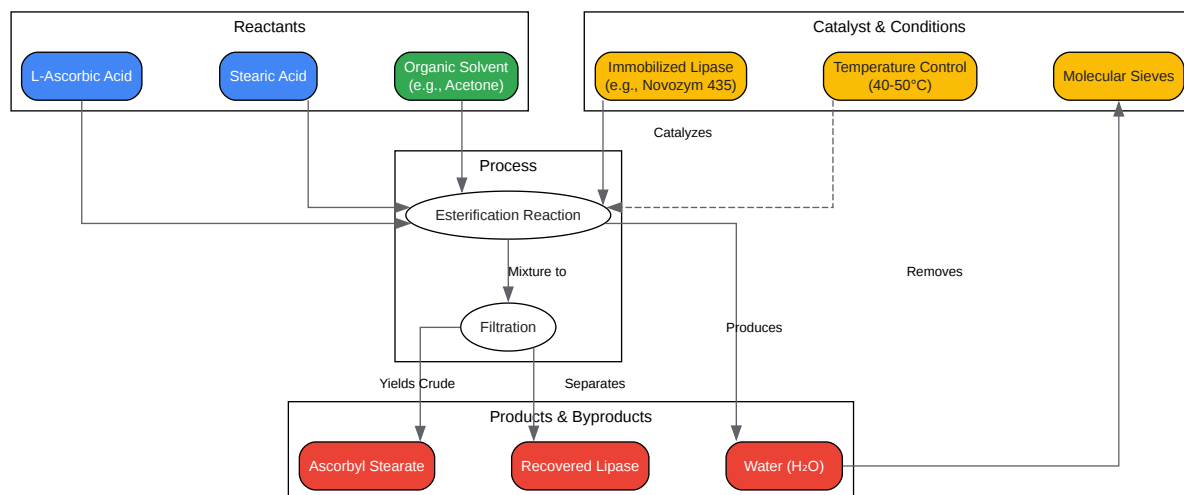 Reactants
Catalyst & Conditions
L-Ascorbic Acid
Stearic Acid
Organic Solvent
(e.g., Acetone)
Immobilized Lipase
(e.g., Novozym 435)
Temperature Control
(40-50°C)
Molecular Sieves
Catalyzes
Process
Esterification Reaction
Mixture to
Removes
Filtration
Produces
Yields Crude
Separates
Products & Byproducts
Ascorbyl Stearate
Recovered Lipase
Water (H₂O)